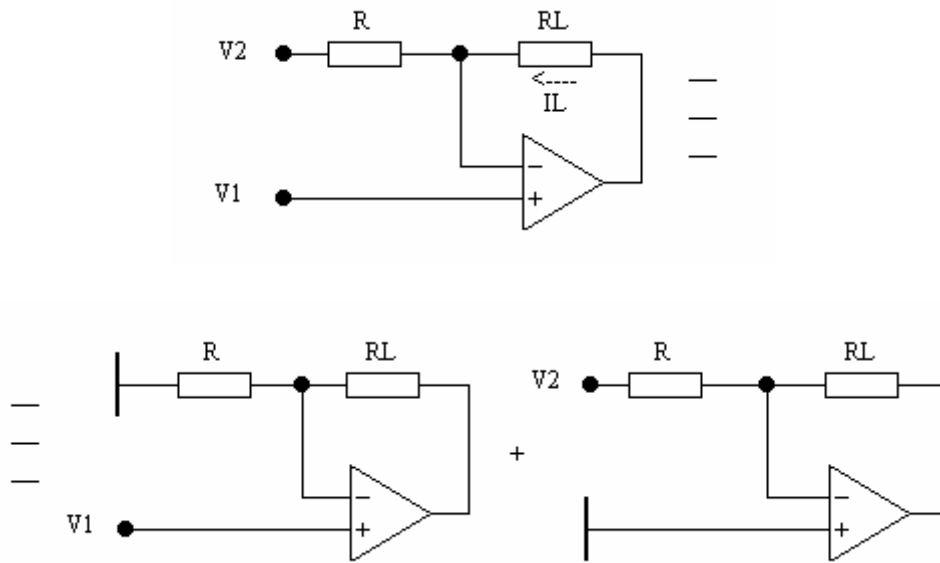 R RL
V2
<----
IL
−
V1 +
R RL R RL
V2
+
− −
V1 + +